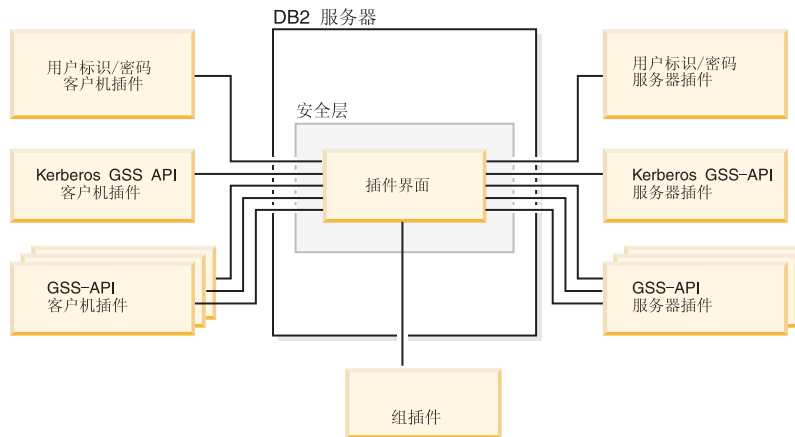 DB2 服务器
用户标识/密码
客户机插件
用户标识/密码
服务器插件
安全层
Kerberos GSS API
客户机插件
插件界面
Kerberos GSS-API
服务器插件
GSS-API
客户机插件
GSS-API
服务器插件
组插件